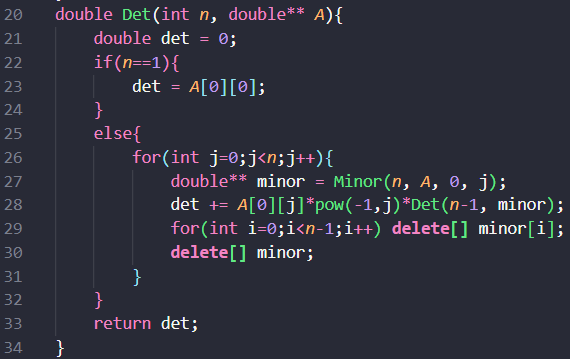 20 double Det(int n, double** A){
21     double det = 0;
22     if(n==1){
23         det = A[0][0];
24     }
25     else{
26         for(int j=0;j<n;j++){
27             double** minor = Minor(n, A, 0, j);
28             det += A[0][j]*pow(-1,j)*Det(n-1, minor);
29             for(int i=0;i<n-1;i++) delete[] minor[i];
30             delete[] minor;
31         }
32     }
33     return det;
34 }